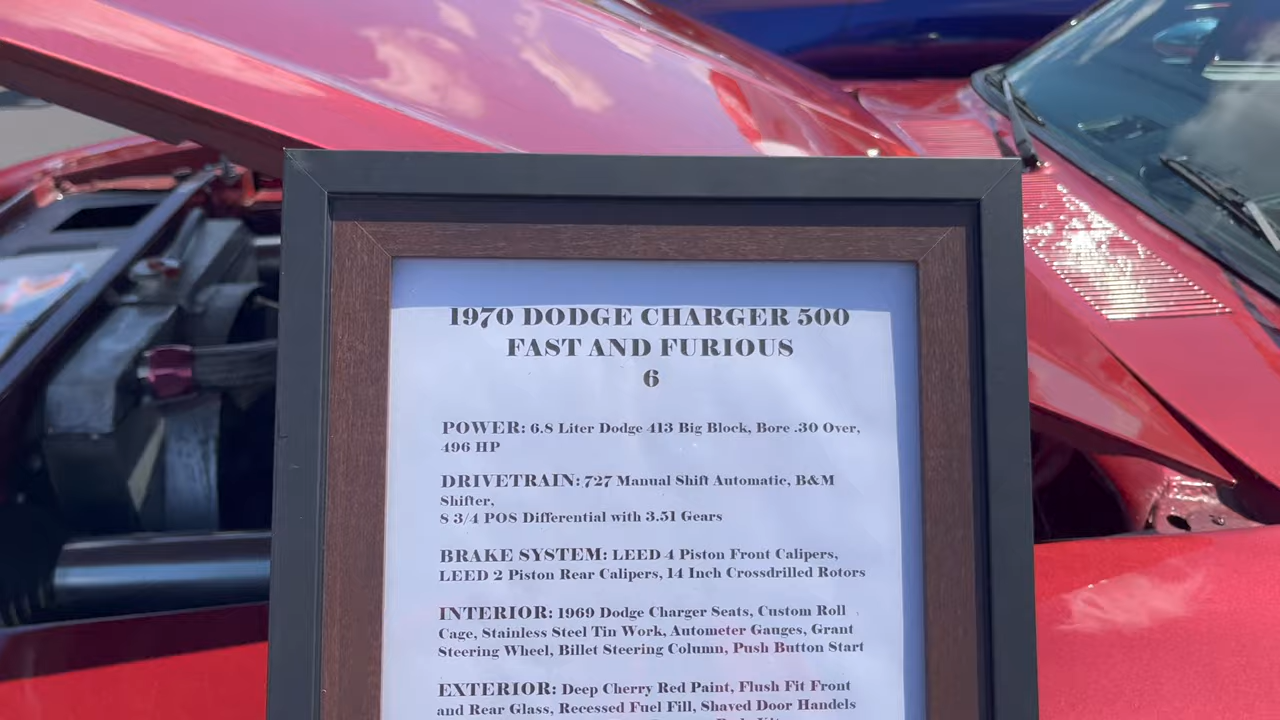 1970 DODGE CHARGER 500
FAST AND FURIOUS
6
POWER: 6.8 Liter Dodge 413 Big Block, Bore .30 Over,
496 HP
DRIVETRAIN: 727 Manual Shift Automatic, B&M
Shifter,
8 3/4 POS Differential with 3.51 Gears
BRAKE SYSTEM: LEED 4 Piston Front Calipers,
LEED 2 Piston Rear Calipers, 14 Inch Crossdrilled Rotors
INTERIOR: 1969 Dodge Charger Seats, Custom Roll
Cage, Stainless Steel Tin Work, Autometer Gauges, Grant
Steering Wheel, Billet Steering Column, Push Button Start
EXTERIOR: Deep Cherry Red Paint, Flush Fit Front
and Rear Glass, Recessed Fuel Fill, Shaved Door Handels